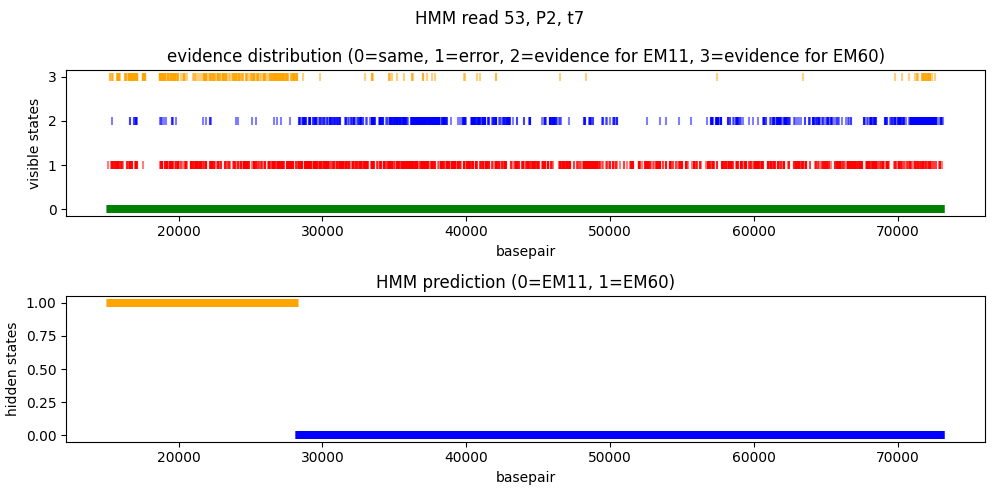 HMM read 53, P2, t7
evidence distribution (0=same, 1=error, 2=evidence for EM11, 3=evidence for EM60)
visible states
3
2
1
0
20000 30000 40000 50000 60000 70000
basepair
HMM prediction (0=EM11, 1=EM60)
hidden states
1.00
0.75
0.50
0.25
0.00
20000 30000 40000 50000 60000 70000
basepair